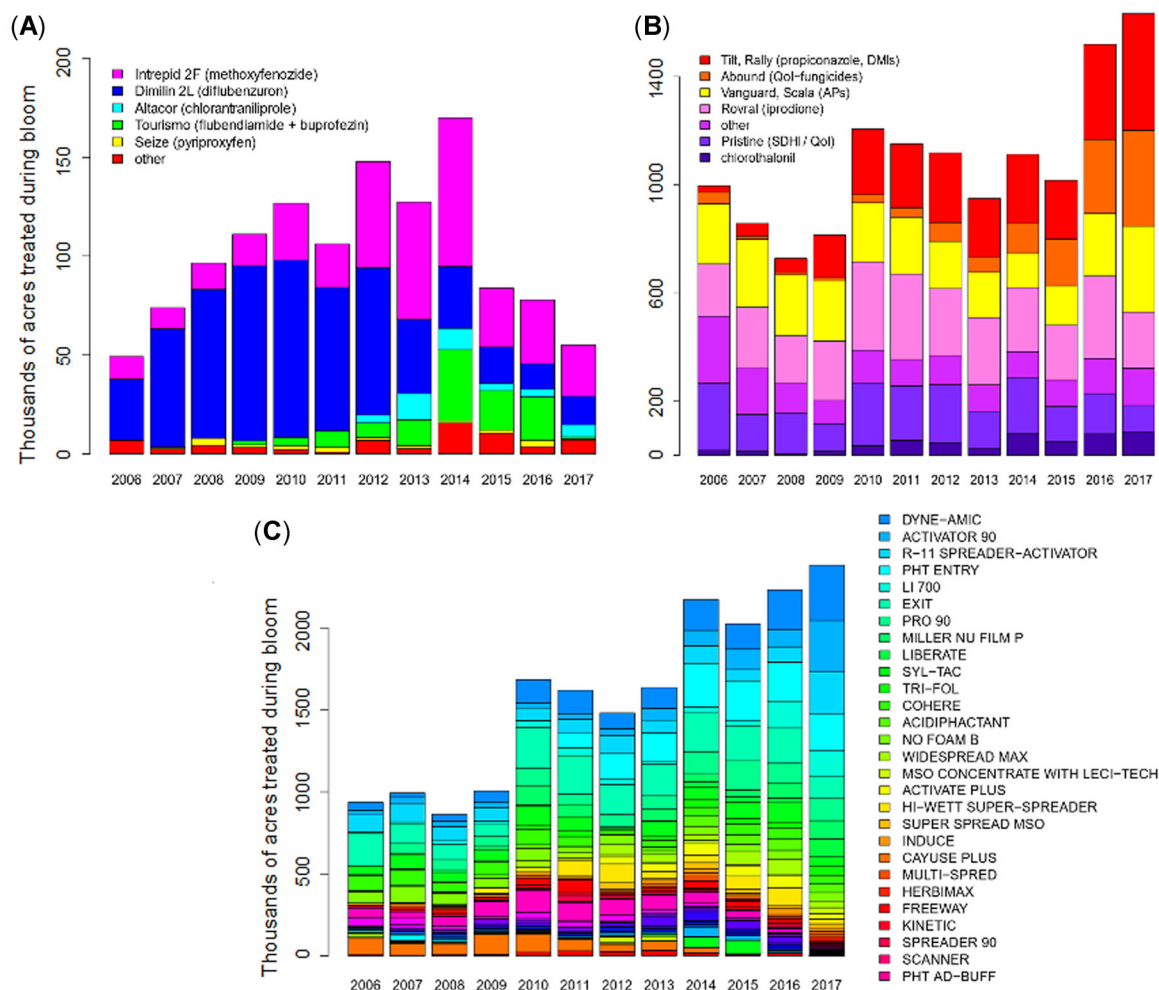 (A)
Thousands of acres treated during bloom
200
150
100
50
0
Intrepid 2F (methoxyfenozide)
Dimilin 2L (diflubenzuron)
Altacor (chlorantraniliprole)
Tourismo (flubendiamide + buprofezin)
Seize (pyriproxyfen)
other
2006 2007 2008 2009 2010 2011 2012 2013 2014 2015 2016 2017
(B)
1400
1000
600
200
0
Tilt, Rally (propiconazole, DMIs)
Abound (QoI-fungicides)
Vanguard, Scala (APs)
Rovral (iprodione)
other
Pristine (SDHI / QoI)
chlorothalonil
2006 2007 2008 2009 2010 2011 2012 2013 2014 2015 2016 2017
(C)
Thousands of acres treated during bloom
2000
1500
1000
500
0
2006 2007 2008 2009 2010 2011 2012 2013 2014 2015 2016 2017
DYNE-AMIC
ACTIVATOR 90
R-11 SPREADER-ACTIVATOR
PHT ENTRY
LI 700
EXIT
PRO 90
MILLER NU FILM P
LIBERATE
SYL-TAC
TRI-FOL
COHERE
ACIDIPHACTANT
NO FOAM B
WIDESPREAD MAX
MSO CONCENTRATE WITH LECI-TECH
ACTIVATE PLUS
HI-WETT SUPER-SPREADER
SUPER SPREAD MSO
INDUCE
CAYUSE PLUS
MULTI-SPRED
HERBIMAX
FREEWAY
KINETIC
SPREADER 90
SCANNER
PHT AD-BUFF